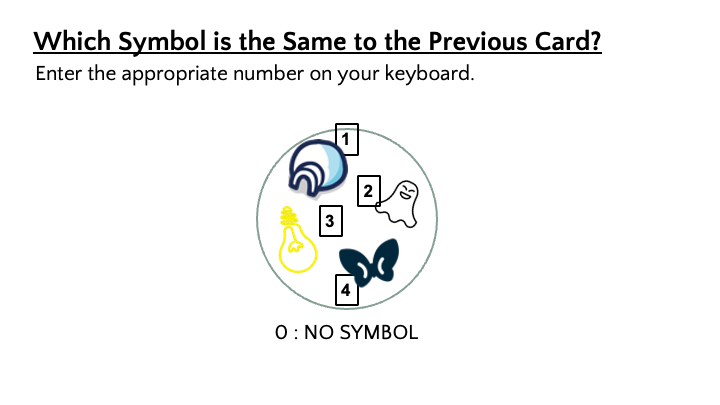 Which Symbol is the Same to the Previous Card?
Enter the appropriate number on your keyboard.
1
2
3
4
0 : NO SYMBOL